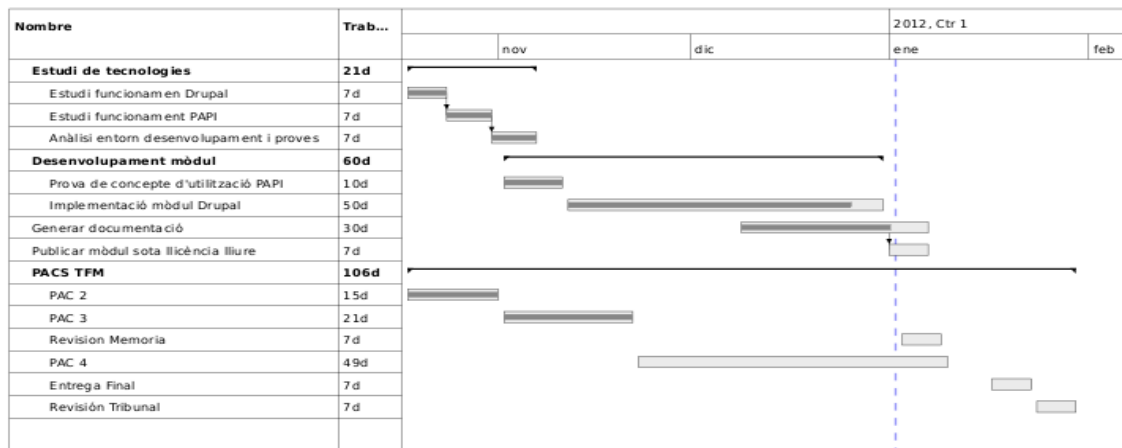 Nombre Trab...
2012, Ctr 1
nov dic ene feb
Estudi de tecnologies 21d
Estudi funcionamen Drupal 7d
Estudi funcionament PAPI 7d
Anàlisi entorn desenvolupament i proves 7d
Desenvolupament mòdul 60d
Prova de concepte d'utilització PAPI 10d
Implementació mòdul Drupal 50d
Generar documentació 30d
Publicar mòdul sota llicència lliure 7d
PACS TFM 106d
PAC 2 15d
PAC 3 21d
Revision Memoria 7d
PAC 4 49d
Entrega Final 7d
Revisión Tribunal 7d